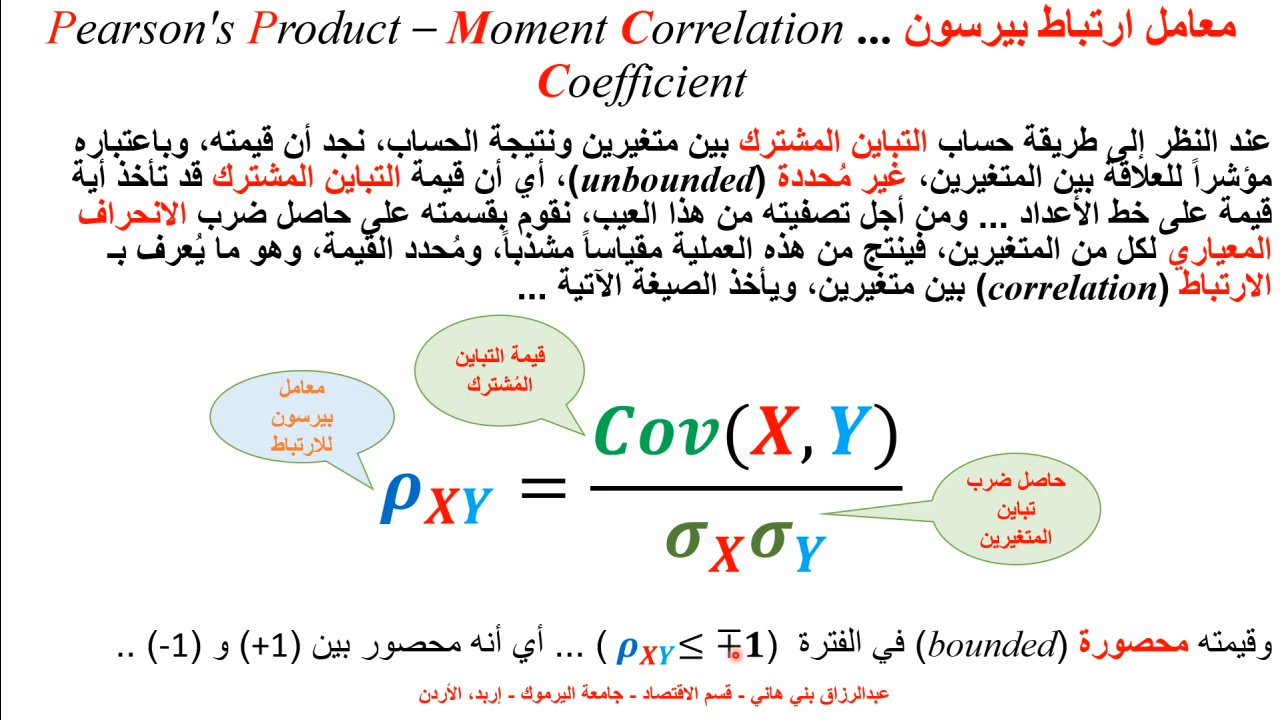 معامل ارتباط بيرسون ... Pearson's Product – Moment Correlation
Coefficient
عند النظر إلى طريقة حساب التباين المشترك بين متغيرين ونتيجة الحساب، نجد أن قيمته، وباعتباره
مؤشراً للعلاقة بين المتغيرين، غير مُحددة (unbounded)، أي أن قيمة التباين المشترك قد تأخذ أية
قيمة على خط الأعداد ... ومن أجل تصفيته من هذا العيب، نقوم بقسمته على حاصل ضرب الانحراف
المعياري لكل من المتغيرين، فينتج من هذه العملية مقياساً مشذباً، ومُحدد القيمة، وهو ما يُعرف بـ
الارتباط (correlation) بين متغيرين، ويأخذ الصيغة الآتية ...
قيمة التباين
المُشترك
معامل
بيرسون
للارتباط
ρXY = Cov(X, Y)
σXσY
حاصل ضرب
تباين
المتغيرين
وقيمته محصورة (bounded) في الفترة (ρXY ≤ ∓1) ... أي أنه محصور بين (+1) و (-1) ..
عبدالرزاق بني هاني - قسم الاقتصاد - جامعة اليرموك - إربد، الأردن